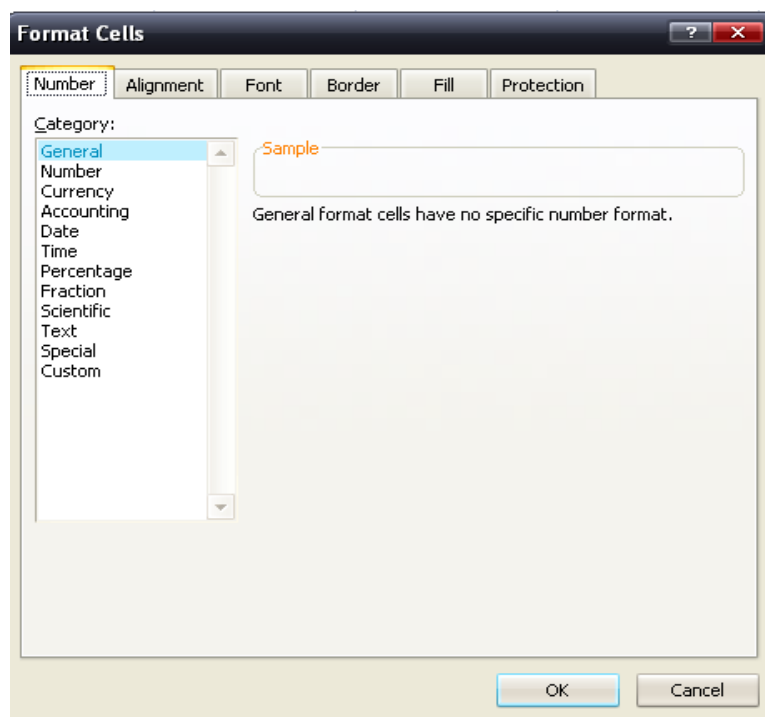 Format Cells
? X
Number Alignment Font Border Fill Protection
Category:
General
Number
Currency
Accounting
Date
Time
Percentage
Fraction
Scientific
Text
Special
Custom
Sample
General format cells have no specific number format.
OK Cancel